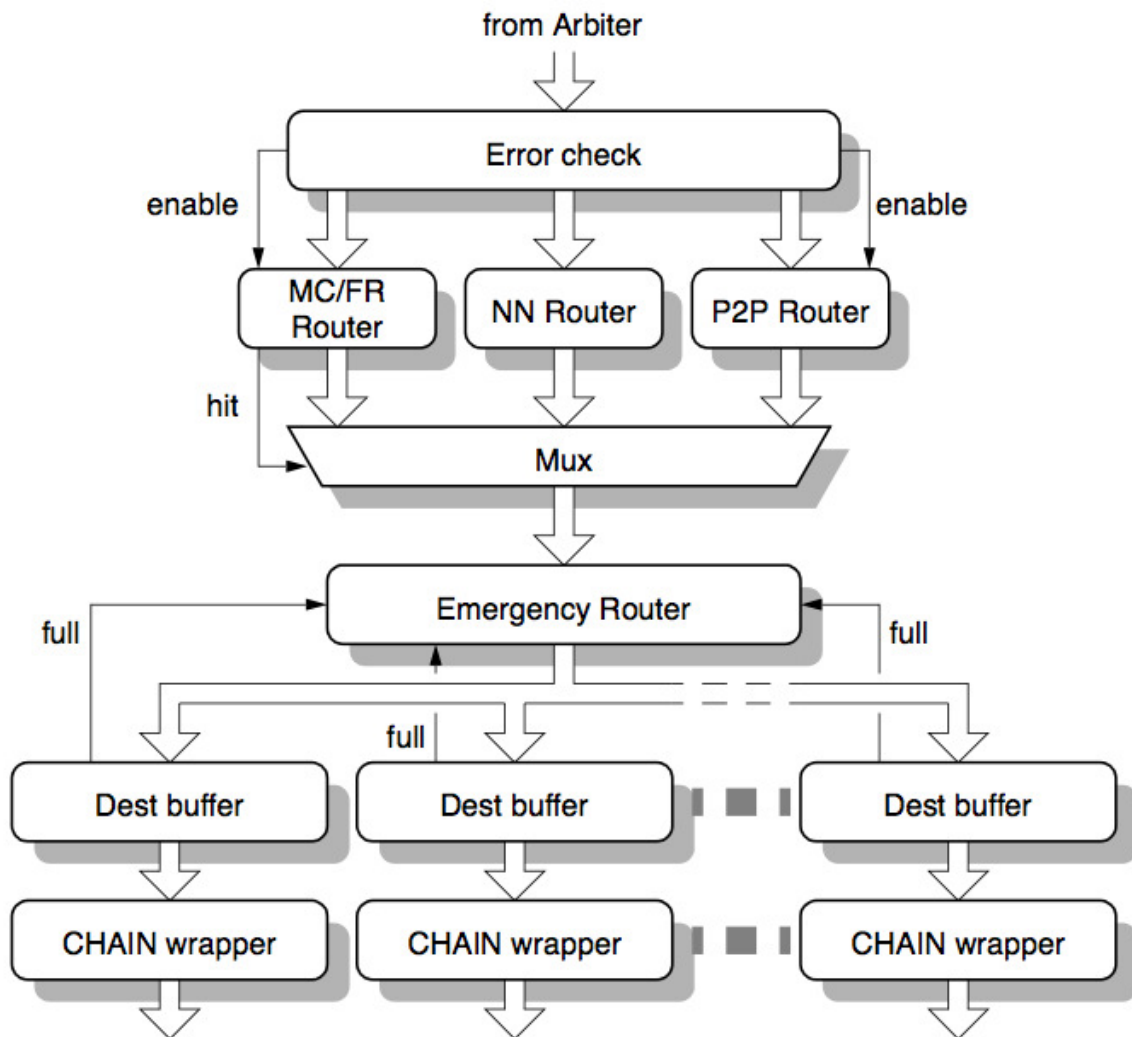 from Arbiter
Error check
enable
enable
MC/FR
Router
NN Router
P2P Router
hit
Mux
Emergency Router
full
full
full
Dest buffer
Dest buffer
Dest buffer
CHAIN wrapper
CHAIN wrapper
CHAIN wrapper